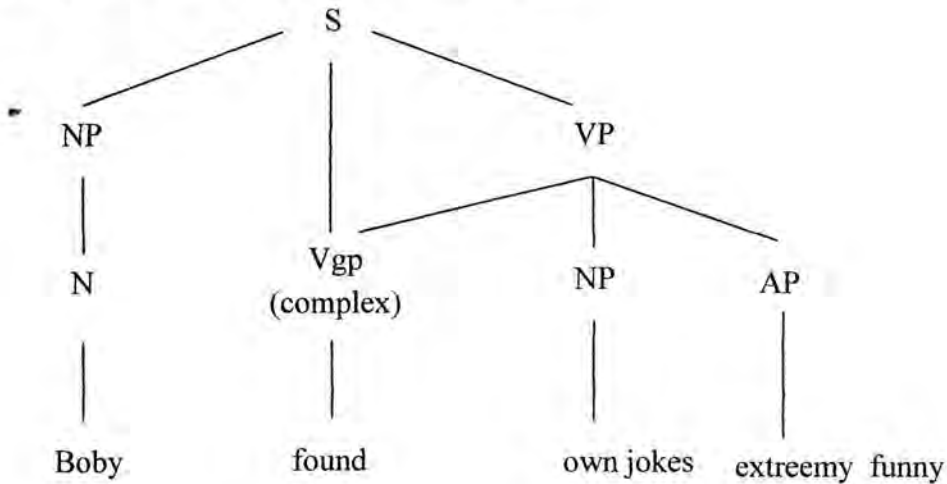 S
NP VP
Vgp
N NP AP
(complex)
Boby found own jokes extreemy funny